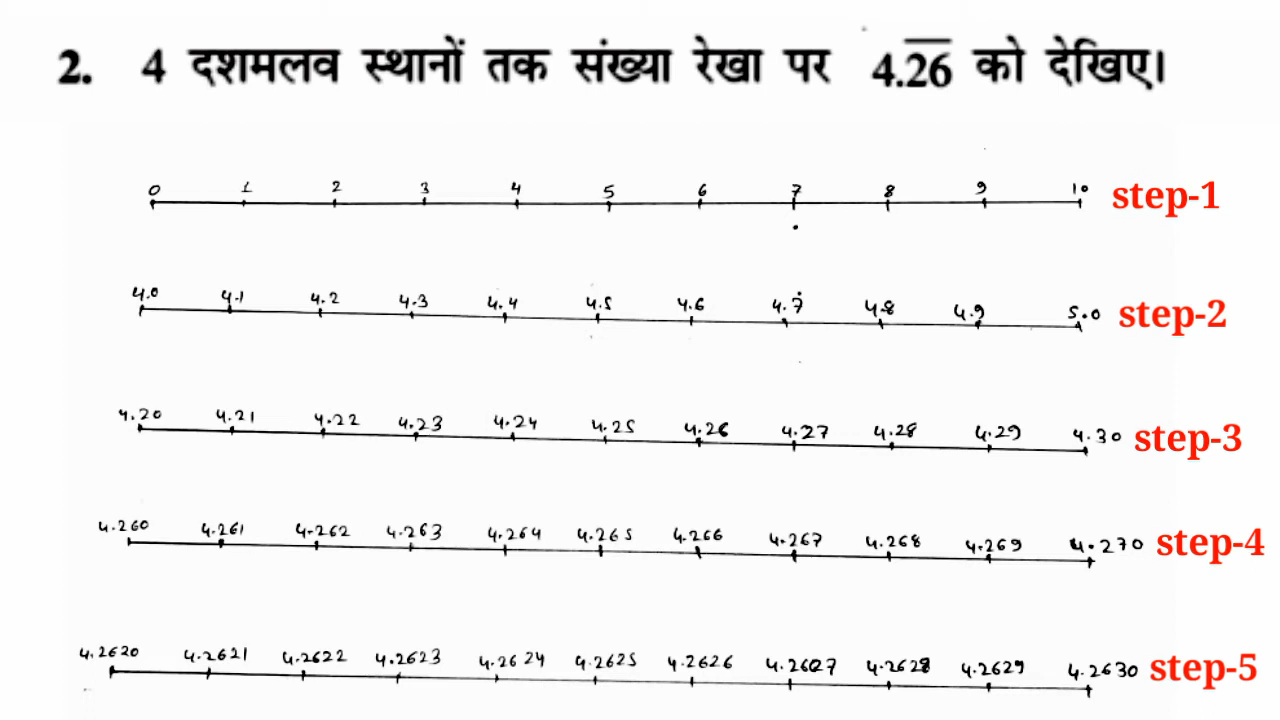 2. 4 दशमलव स्थानों तक संख्या रेखा पर 4.2̅6̅ को देखिए।
0 1 2 3 4 5 6 7 8 9 10 step-1
4.0 4.1 4.2 4.3 4.4 4.5 4.6 4.7 4.8 4.9 5.0 step-2
4.20 4.21 4.22 4.23 4.24 4.25 4.26 4.27 4.28 4.29 4.30 step-3
4.260 4.261 4.262 4.263 4.264 4.265 4.266 4.267 4.268 4.269 4.270 step-4
4.2620 4.2621 4.2622 4.2623 4.2624 4.2625 4.2626 4.2627 4.2628 4.2629 4.2630 step-5